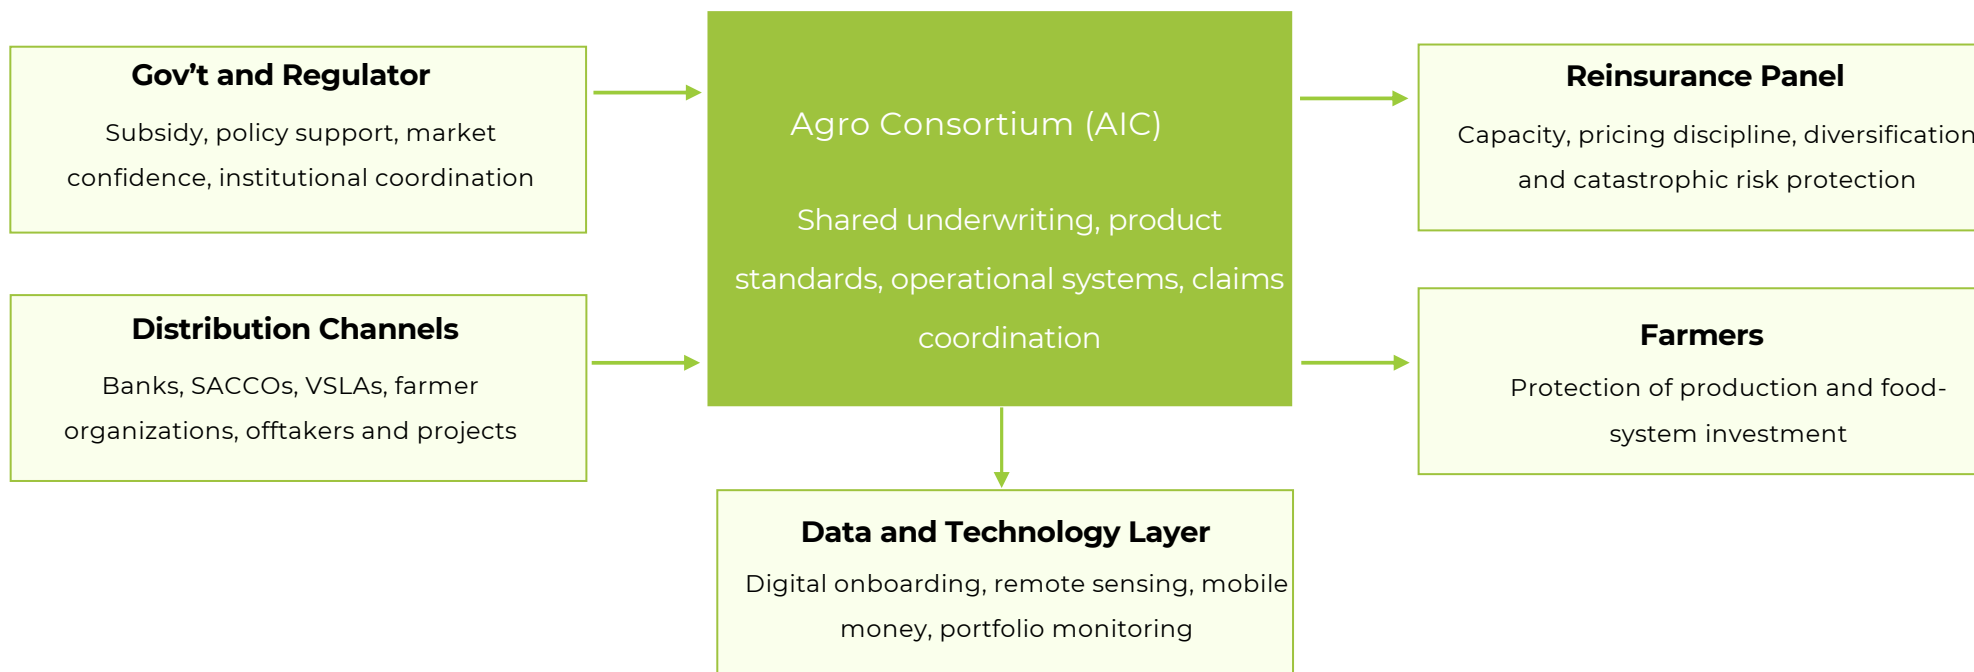 Gov’t and Regulator
Subsidy, policy support, market
confidence, institutional coordination
Distribution Channels
Banks, SACCOs, VSLAs, farmer
organizations, offtakers and projects
Agro Consortium (AIC)
Shared underwriting, product
standards, operational systems, claims
coordination
Data and Technology Layer
Digital onboarding, remote sensing, mobile
money, portfolio monitoring
Reinsurance Panel
Capacity, pricing discipline, diversification
and catastrophic risk protection
Farmers
Protection of production and food-
system investment